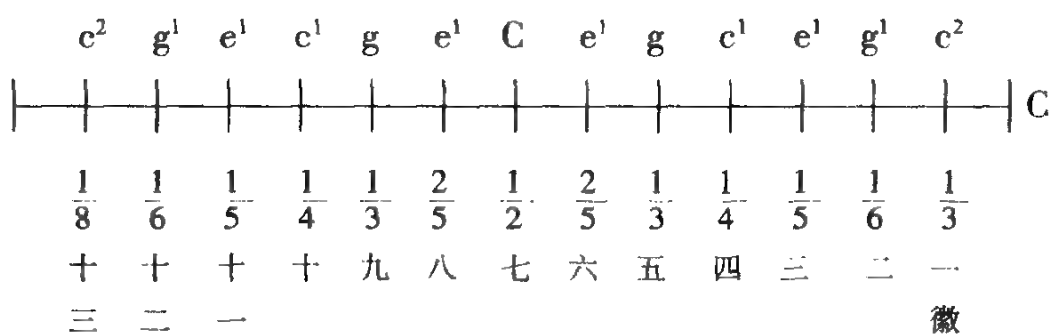 c² g¹ e¹ c¹ g e¹ C e¹ g c¹ e¹ g¹ c²
C
1/8 1/6 1/5 1/4 1/3 2/5 1/2 2/5 1/3 1/4 1/5 1/6 1/3
十 十 十 十 九 八 七 六 五 四 三 二 一
三 二 一 徽